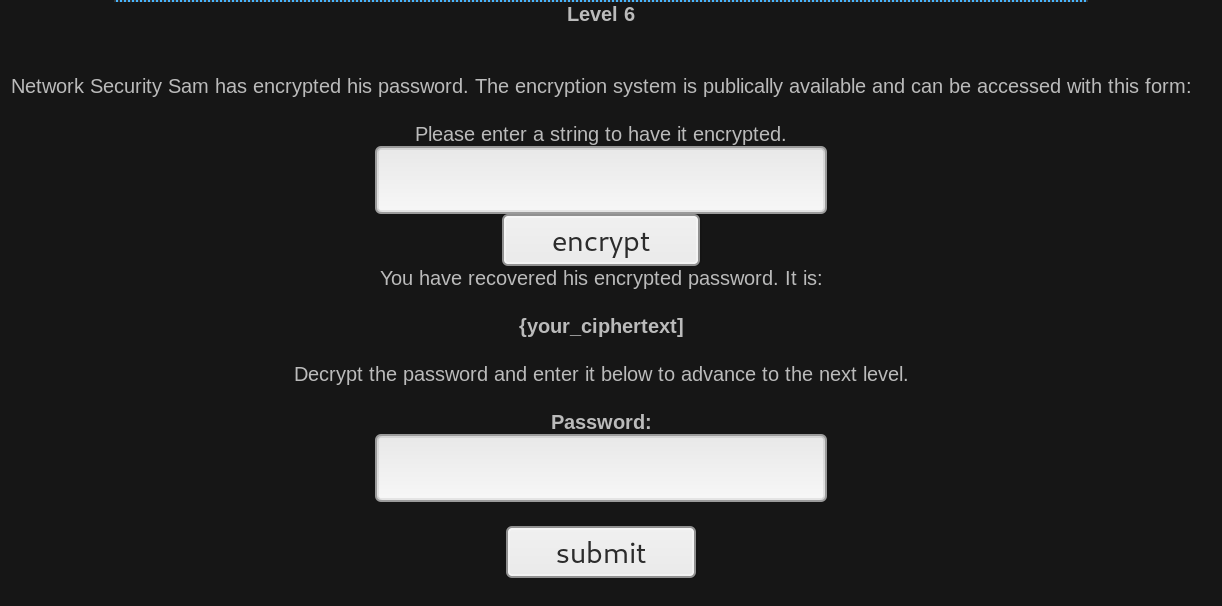 Level 6
Network Security Sam has encrypted his password. The encryption system is publically available and can be accessed with this form:
Please enter a string to have it encrypted.
encrypt
You have recovered his encrypted password. It is:
{your_ciphertext]
Decrypt the password and enter it below to advance to the next level.
Password:
submit